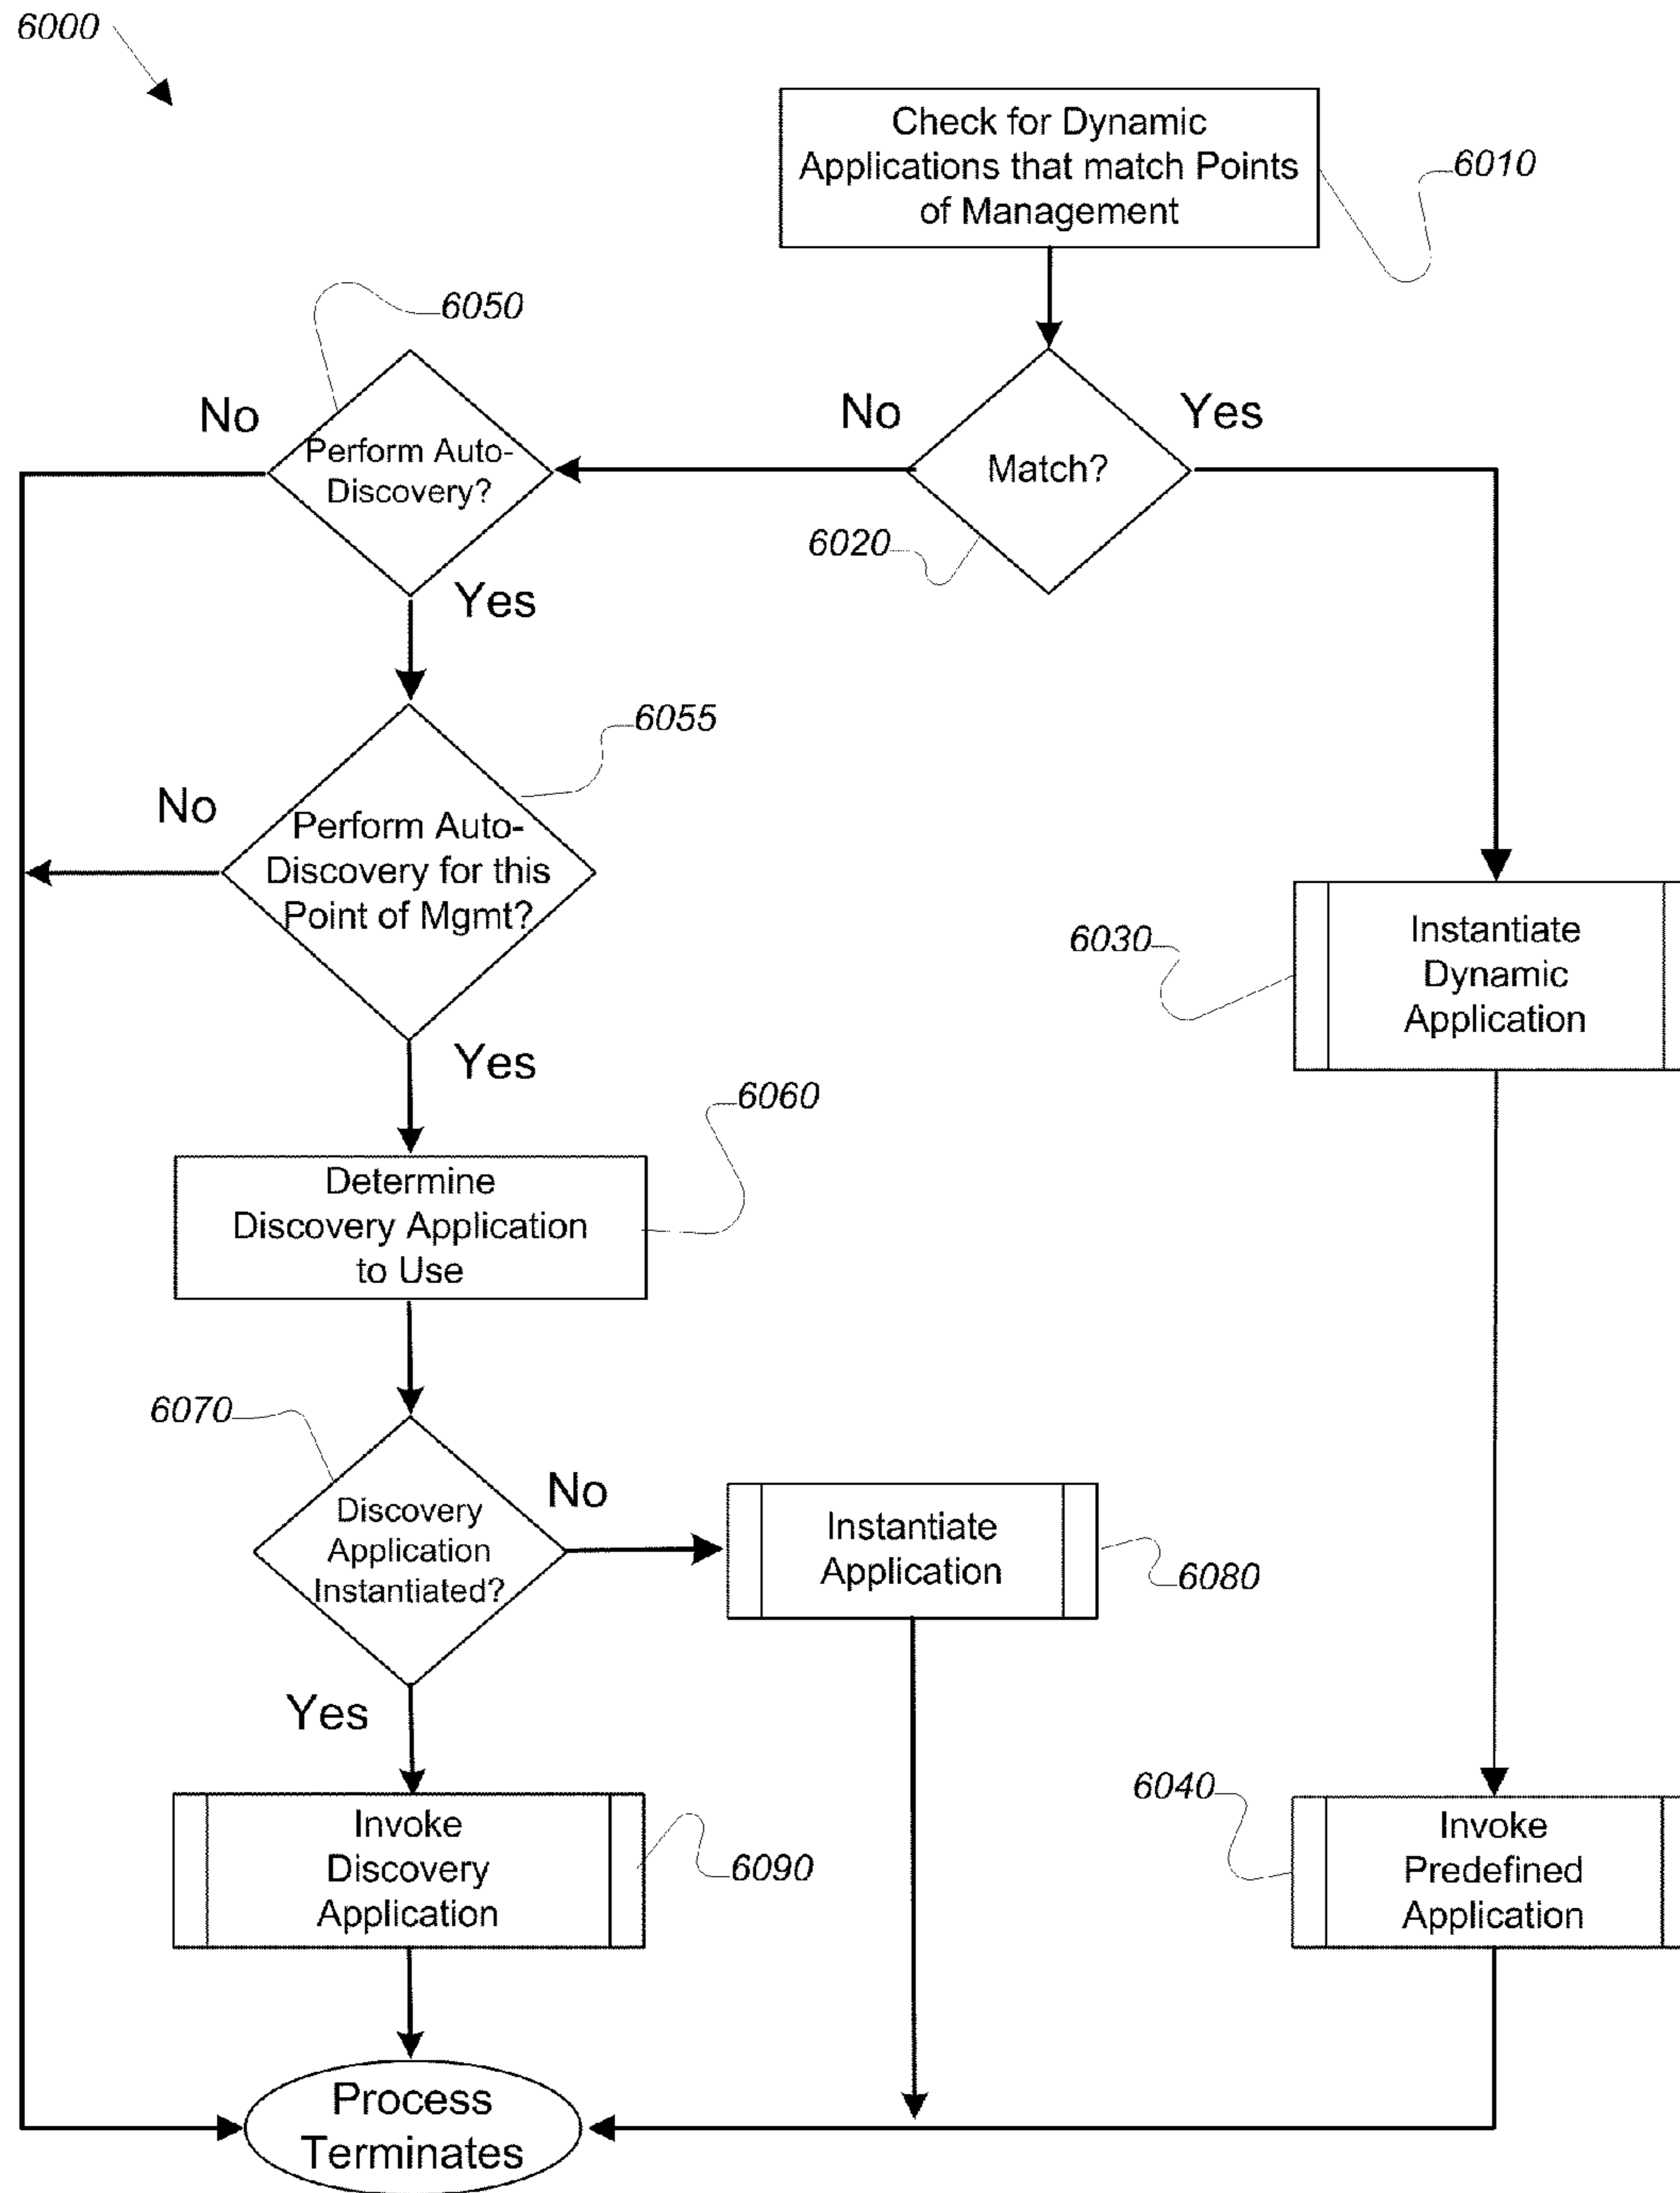 6000
Check for Dynamic
Applications that match Points
of Management
6010
6050
No
Perform Auto-
Discovery?
Yes
No
Yes
Match?
6020
6055
No
Perform Auto-
Discovery for this
Point of Mgmt?
Yes
6030
Instantiate
Dynamic
Application
6060
Determine
Discovery Application
to Use
6070
Discovery
Application
Instantiated?
No
Yes
Instantiate
Application
6080
Invoke
Discovery
Application
6090
6040
Invoke
Predefined
Application
Process
Terminates